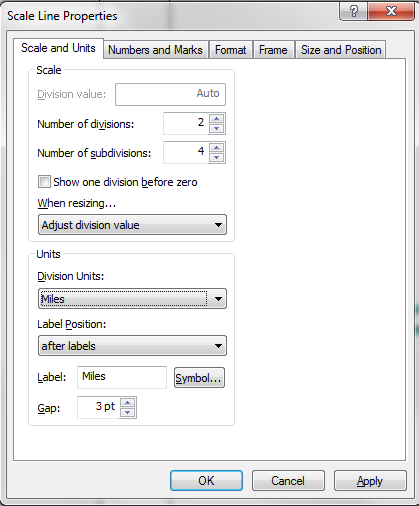 Scale Line Properties
?
Scale and Units Numbers and Marks Format Frame Size and Position
Scale
Division value: Auto
Number of divisions: 2
Number of subdivisions: 4
Show one division before zero
When resizing...
Adjust division value
Units
Division Units:
Miles
Label Position:
after labels
Label: Miles Symbol...
Gap: 3 pt
OK Cancel Apply